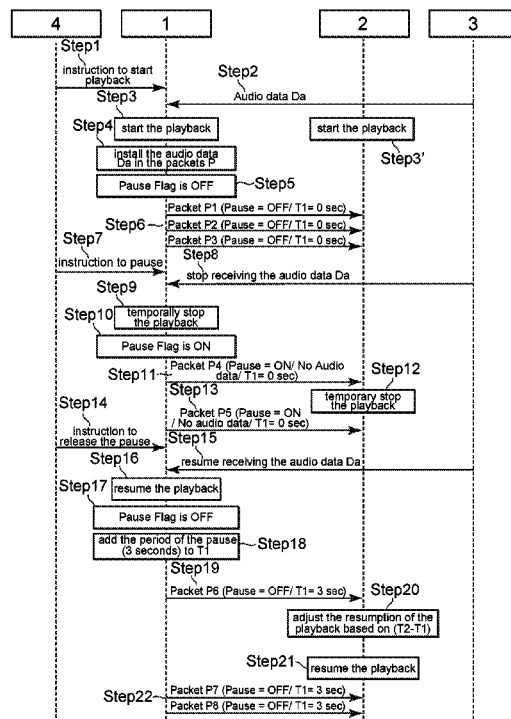 4
1
2
3
Step1
instruction to start
playback
Step2
Audio data Da
Step3
start the playback
start the playback
Step3'
Step4
install the audio data
Da in the packets P
Pause Flag is OFF
Step5
Packet P1 (Pause = OFF/ T1= 0 sec)
Step6
Packet P2 (Pause = OFF/ T1= 0 sec)
Packet P3 (Pause = OFF/ T1= 0 sec)
Step7
instruction to pause
Step8
stop receiving the audio data Da
Step9
temporally stop
the playback
Step10
Pause Flag is ON
Step11
Packet P4 (Pause = ON/ No Audio
data/ T1= 0 sec)
Step12
temporary stop
the playback
Step13
Packet P5 (Pause = ON
/ No audio data/ T1= 0 sec)
Step14
instruction to
release the pause
Step15
resume receiving the audio data Da
Step16
resume the playback
Step17
Pause Flag is OFF
add the period of the pause
(3 seconds) to T1
Step18
Step19
Packet P6 (Pause = OFF/ T1= 3 sec)
Step20
adjust the resumption of the
playback based on (T2-T1)
Step21
resume the playback
Step22
Packet P7 (Pause = OFF/ T1= 3 sec)
Packet P8 (Pause = OFF/ T1= 3 sec)